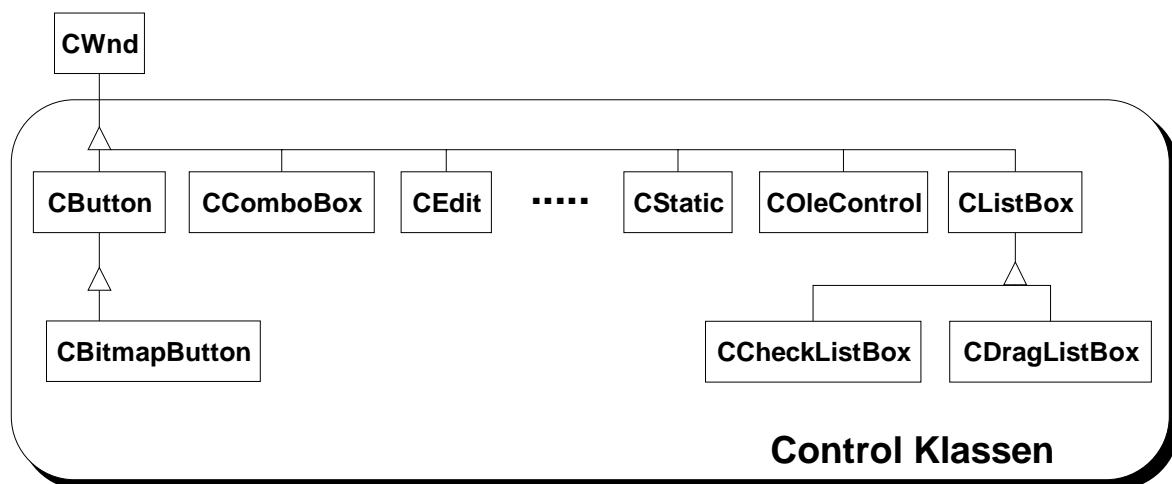 CWnd
CButton
CComboBox
CEdit
.....
CStatic
COleControl
CListBox
CBitmapButton
CCheckListBox
CDragListBox
Control Klassen